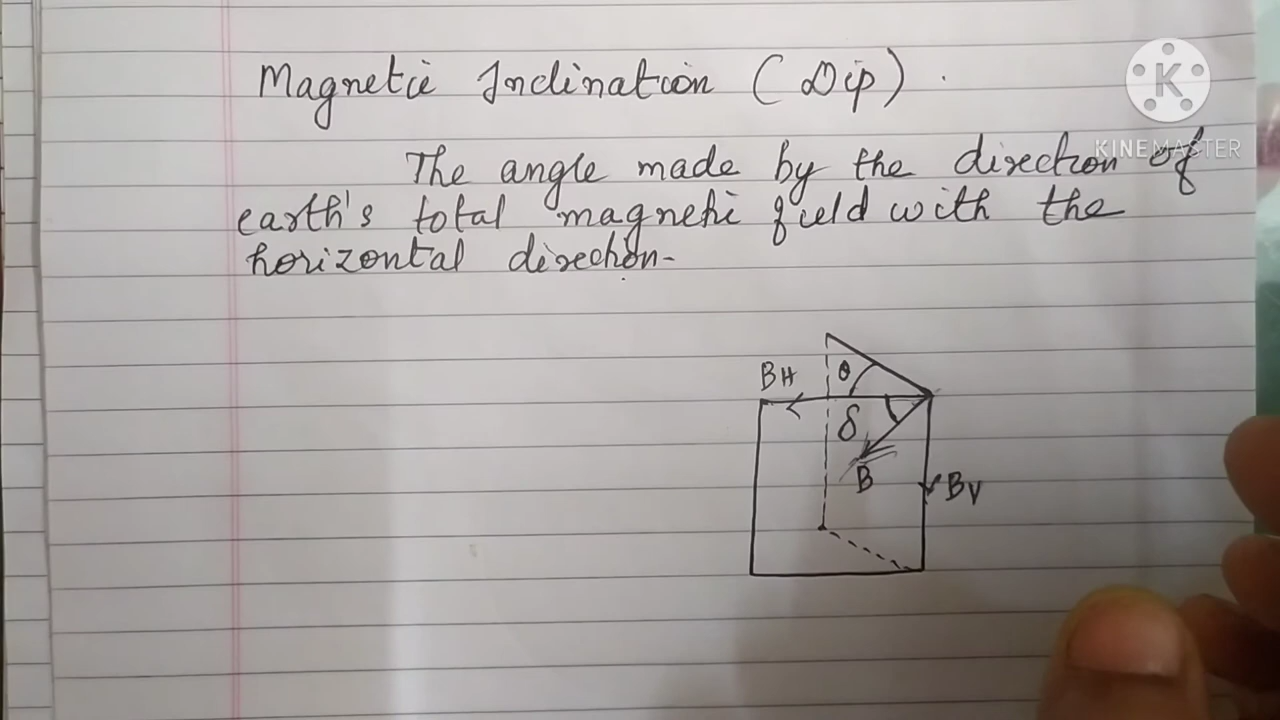 Magnetic Inclination (Dip).
K
KINEMASTER
The angle made by the direction of
earth's total magnetic field with the
horizontal direction-
BH
θ
δ
B
BV